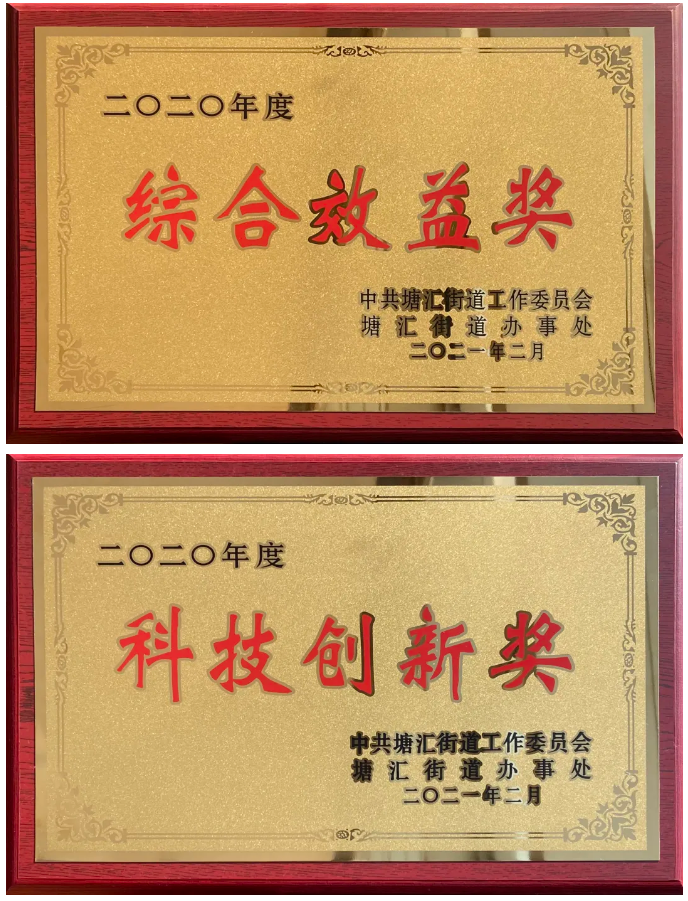 二〇二〇年度
综合效益奖
中共塘汇街道工作委员会
塘汇街道办事处
二〇二一年二月
二〇二〇年度
科技创新奖
中共塘汇街道工作委员会
塘汇街道办事处
二〇二一年二月